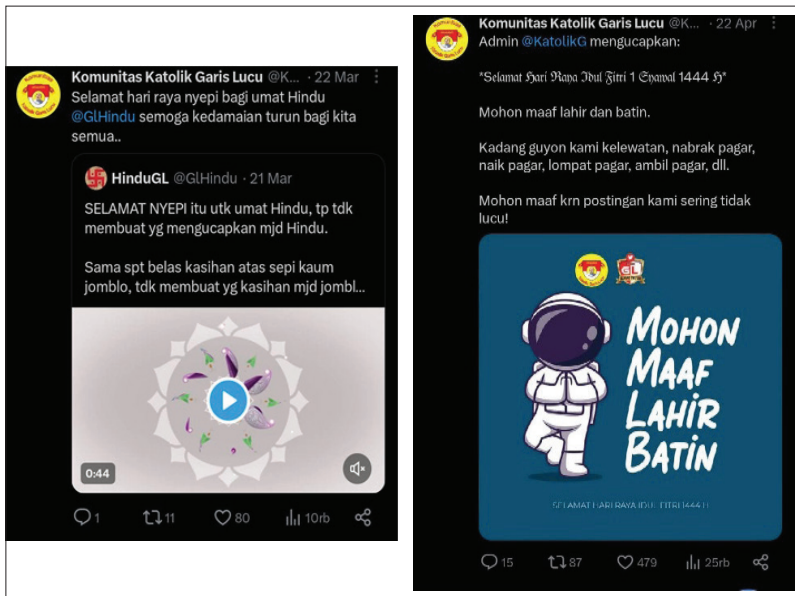 Komunitas Katolik Garis Lucu @K... · 22 Mar
Selamat hari raya nyepi bagi umat Hindu
@GlHindu semoga kedamaian turun bagi kita
semua..
HinduGL @GlHindu · 21 Mar
SELAMAT NYEPI itu utk umat Hindu, tp tdk
membuat yg mengucapkan mjd Hindu.
Sama spt belas kasihan atas sepi kaum
jomblo, tdk membuat yg kasihan mjd jombl...
0:44
1 11 80 10rb
Komunitas Katolik Garis Lucu @K... · 22 Apr
Admin @KatolikG mengucapkan:
*Selamat Hari Raya Idul Fitri 1 Syawal 1444 H*
Mohon maaf lahir dan batin.
Kadang guyon kami kelewatan, nabrak pagar,
naik pagar, lompat pagar, ambil pagar, dll.
Mohon maaf krn postingan kami sering tidak
lucu!
GL
MOHON
MAAF
LAHIR
BATIN
SELAMAT HARI RAYA IDUL FITRI 1444 H
15 87 479 25rb